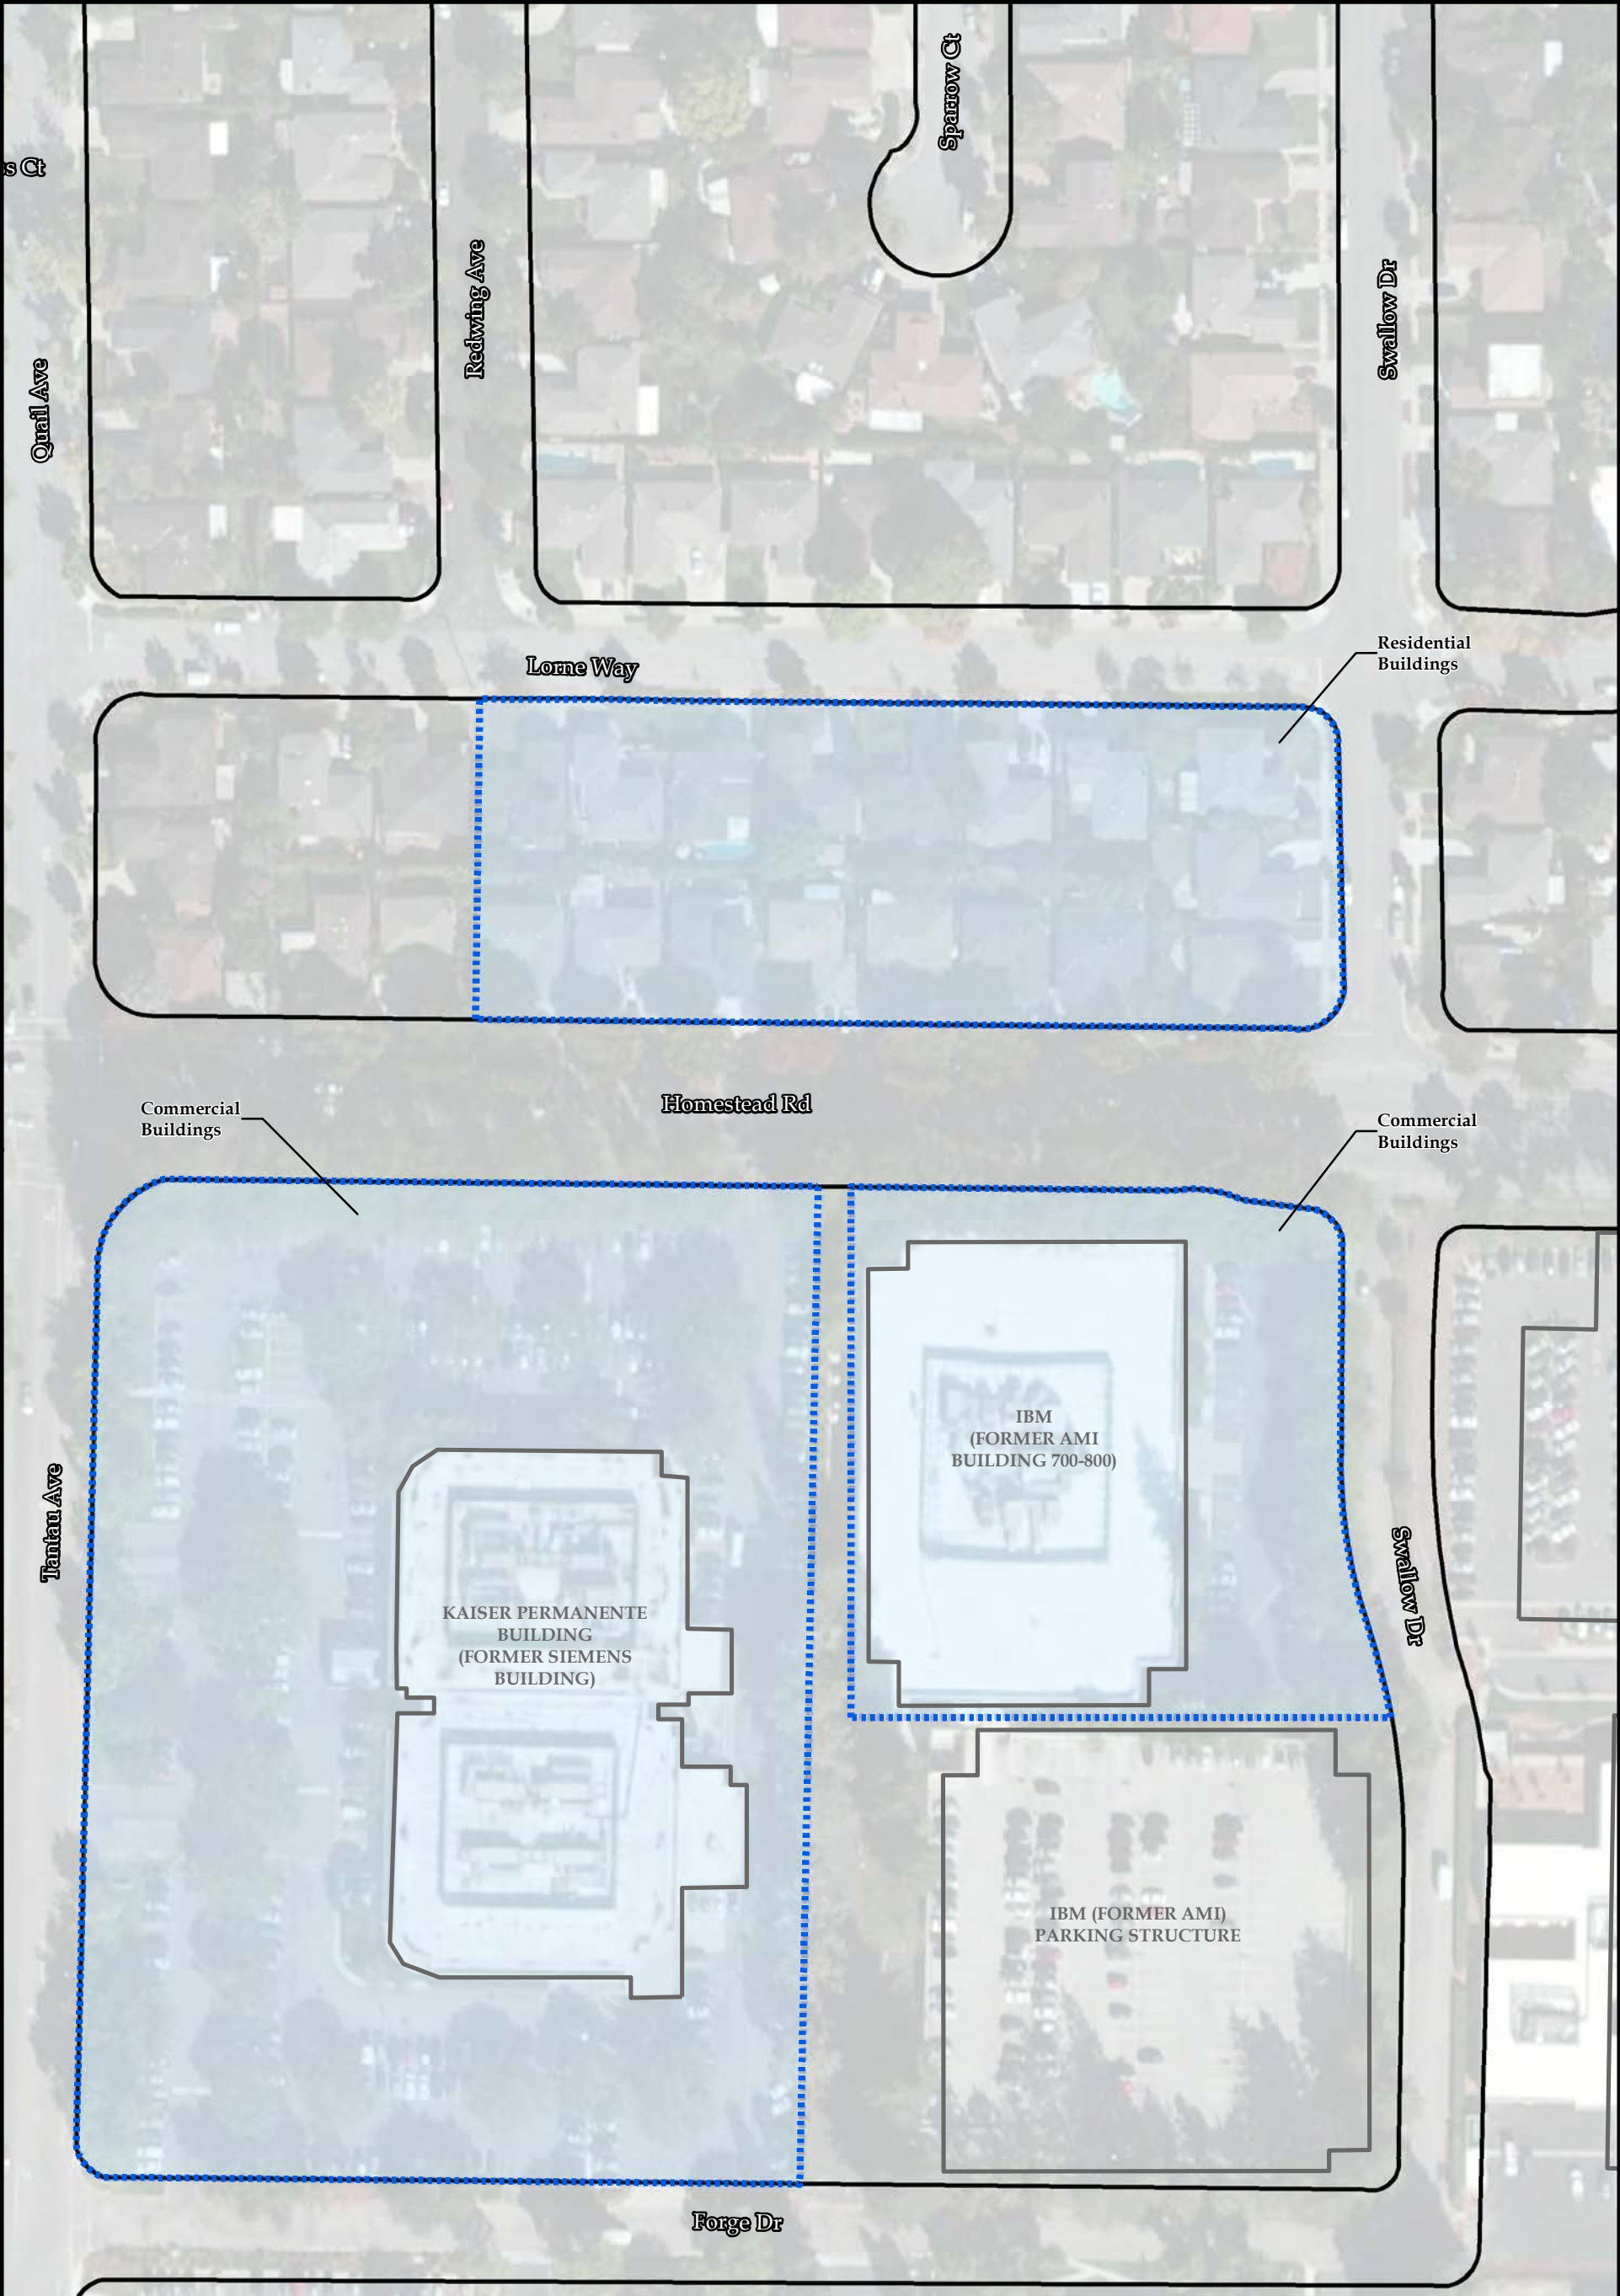 Sparrow Ct
s Ct
Redwing Ave
Swallow Dr
Quail Ave
Lorne Way
Residential
Buildings
Homestead Rd
Commercial
Buildings
Commercial
Buildings
IBM
(FORMER AMI
BUILDING 700-800)
Tantau Ave
Swallow Dr
KAISER PERMANENTE
BUILDING
(FORMER SIEMENS
BUILDING)
IBM (FORMER AMI)
PARKING STRUCTURE
Forge Dr